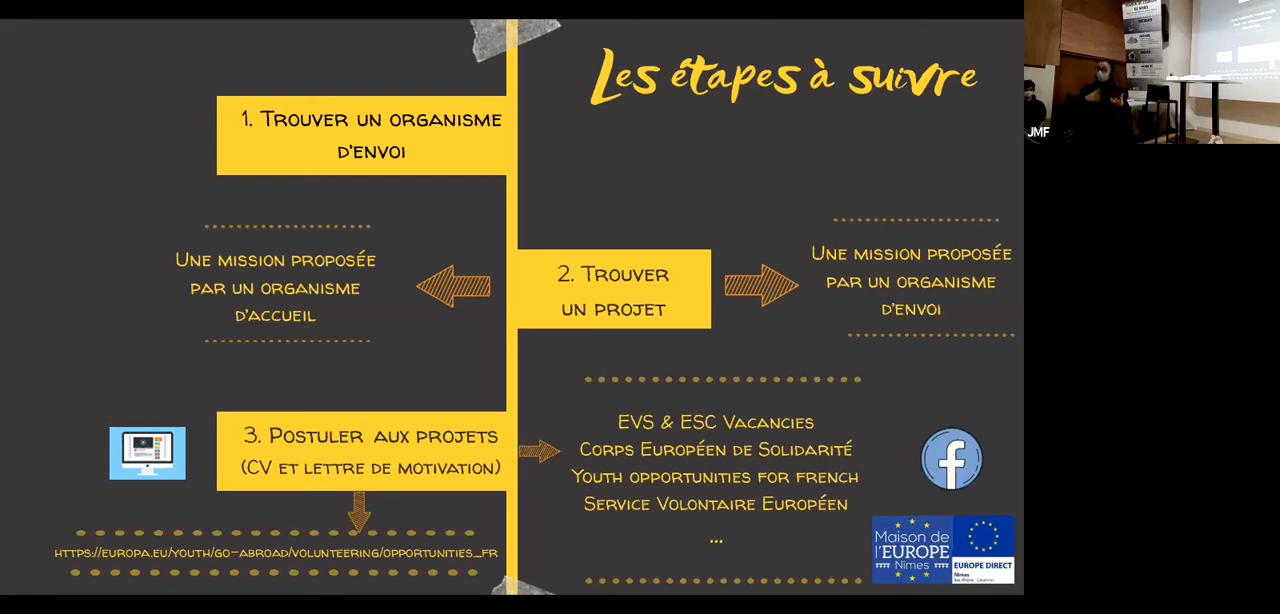 Les étapes à suivre
1. Trouver un organisme
d'envoi
Une mission proposée
par un organisme
d'accueil
2. Trouver
un projet
Une mission proposée
par un organisme
d'envoi
3. Postuler aux projets
(CV et lettre de motivation)
https://europa.eu/youth/go-abroad/volunteering/opportunities_fr
EVS & ESC Vacancies
Corps Européen de Solidarité
Youth opportunities for french
Service Volontaire Européen
...
f
Maison de
l'EUROPE
Nîmes
EUROPE DIRECT
Nîmes
JMF